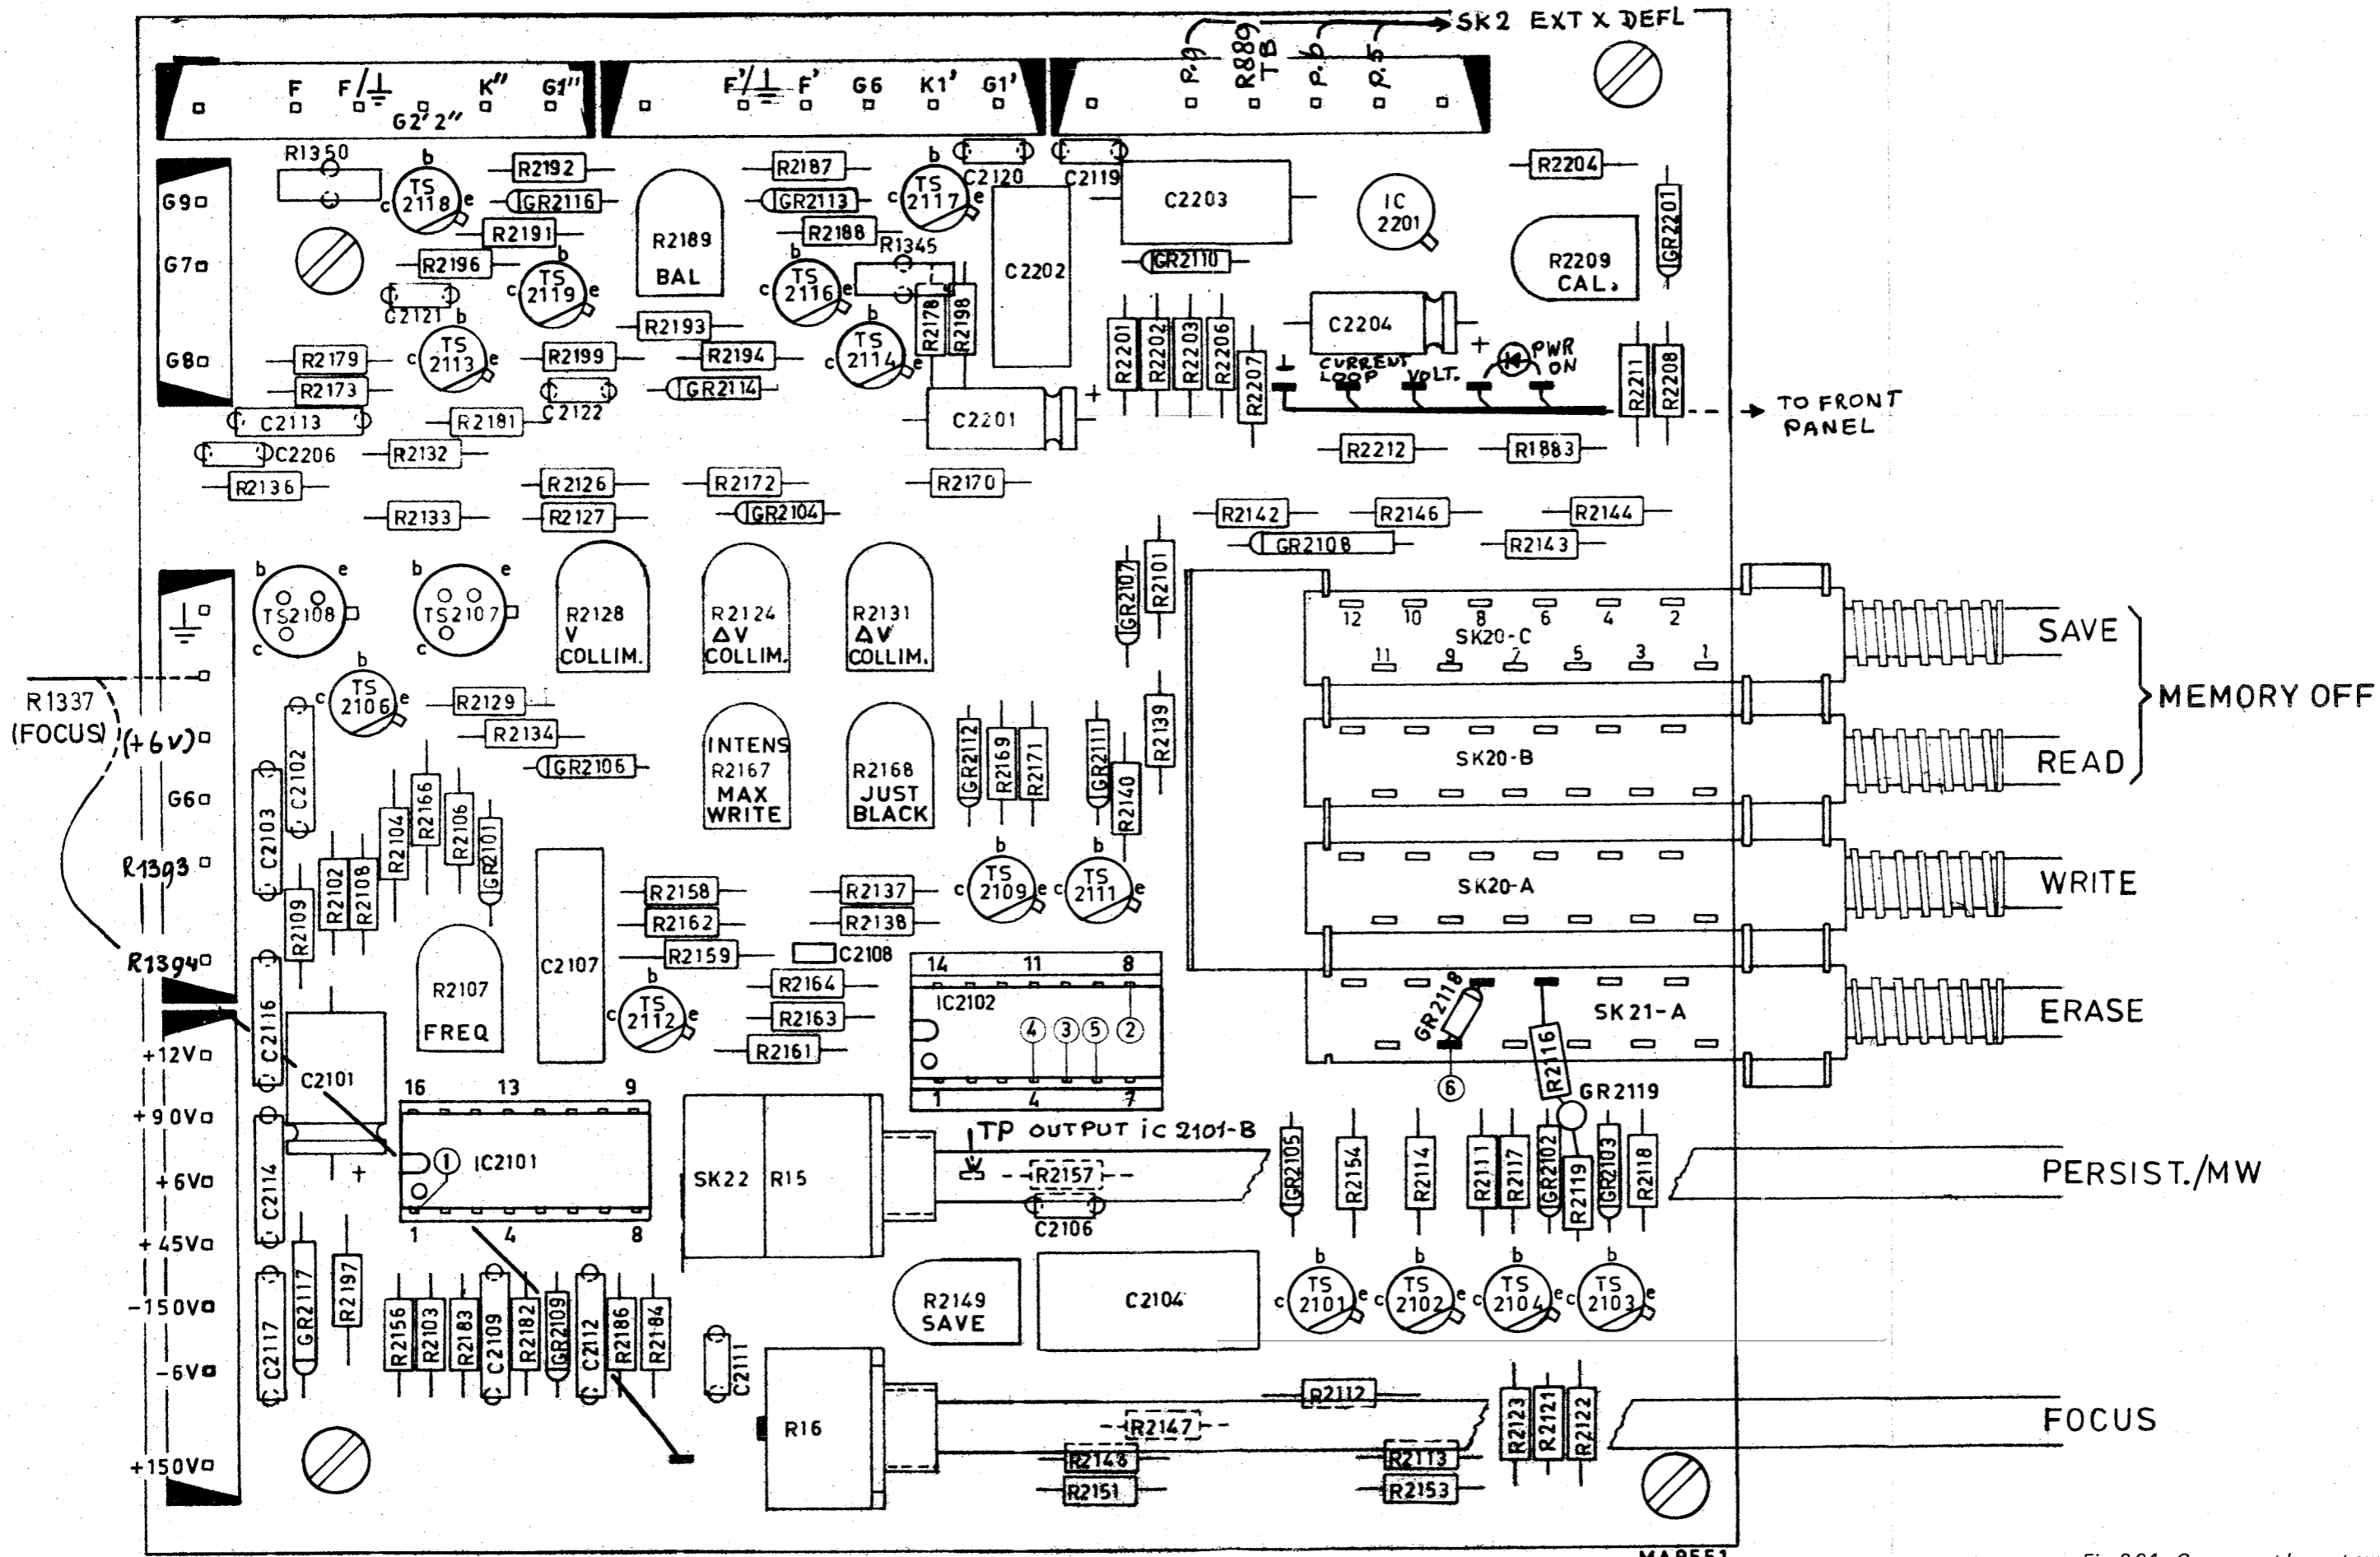 SK2 EXT X DEFL
p.9 R889 TB p.6 p.5
F F/ G2'2" K" G1"
F'/ F' G6 K1' G1'
R1350 b R2192 R2187 b C2120 C2119 R2204
G9 TS 2118 c e GR2116 GR2113 TS 2117 c e C2203 IC 2201 GR2201
R2191 R2189 BAL R2188 R1345
G7 R2196 b TS 2119 c e b TS 2116 c e C2202 GR2110 R2209 CAL.
C2121 b R2193 b R2178 R2198 C2204 +
G8 R2179 TS 2113 c e R2199 R2194 TS 2114 c e R2201 R2202 R2203 R2206 R2207 CURRENT LOOP VOLT. PWR ON R2211 R2208
R2173 C2122 GR2114 +
TO FRONT
PANEL
C2113 R2181 C2201
C2206 R2132 R2212 R1883
R2136 R2126 R2172 R2170
R2133 R2127 GR2104 R2142 R2146 R2144
GR2108 R2143
b e b e GR2107 R2101
TS2108 c TS2107 c R2128 V COLLIM. R2124 ΔV COLLIM. R2131 ΔV COLLIM.
12 10 8 6 4 2
SK20-C
11 9 7 5 3 1
SAVE
MEMORY OFF
R1337
(FOCUS)
(+6V)
b TS 2106 c e R2129
R2134 GR2106
C2102 INTENS R2167 MAX WRITE R2168 JUST BLACK GR2112 R2169 R2171 GR2111 R2140 R2139
SK20-B
READ
G6
C2103 R2104 R2166 R2106 GR2101
R1393
R2109 R2102 R2108
b TS 2109 c e b TS 2111 c e
SK20-A
WRITE
R2158 R2137
R2162 R2138
R2159 C2108
R1394
C2116 R2107 FREQ C2107 b TS 2112 c e R2164
R2163
R2161
14 11 8
IC2102
4 3 5 2
1 4 7
GR2118 R2116 SK21-A
6
ERASE
+12V
C2101
+
GR2119
+90V
16 13 9
1 IC2101
1 4 8
SK22 R15
TP OUTPUT iC 2101-B
R2157
C2106
GR2105 R2154 R2114 R2111 R2117 GR2102 R2119 GR2103 R2118
PERSIST./MW
+6V
C2114
+45V
-150V
C2117 GR2117 R2197 R2156 R2103 R2183 C2109 R2182 GR2109 C2112 R2186 R2184
C2111
R2149 SAVE C2104
b TS 2101 c e b TS 2102 c e b TS 2104 c e b TS 2103 c e
-6V
+150V
R16
R2112
R2147
R2148 R2113
R2151 R2153
R2123 R2121 R2122
FOCUS